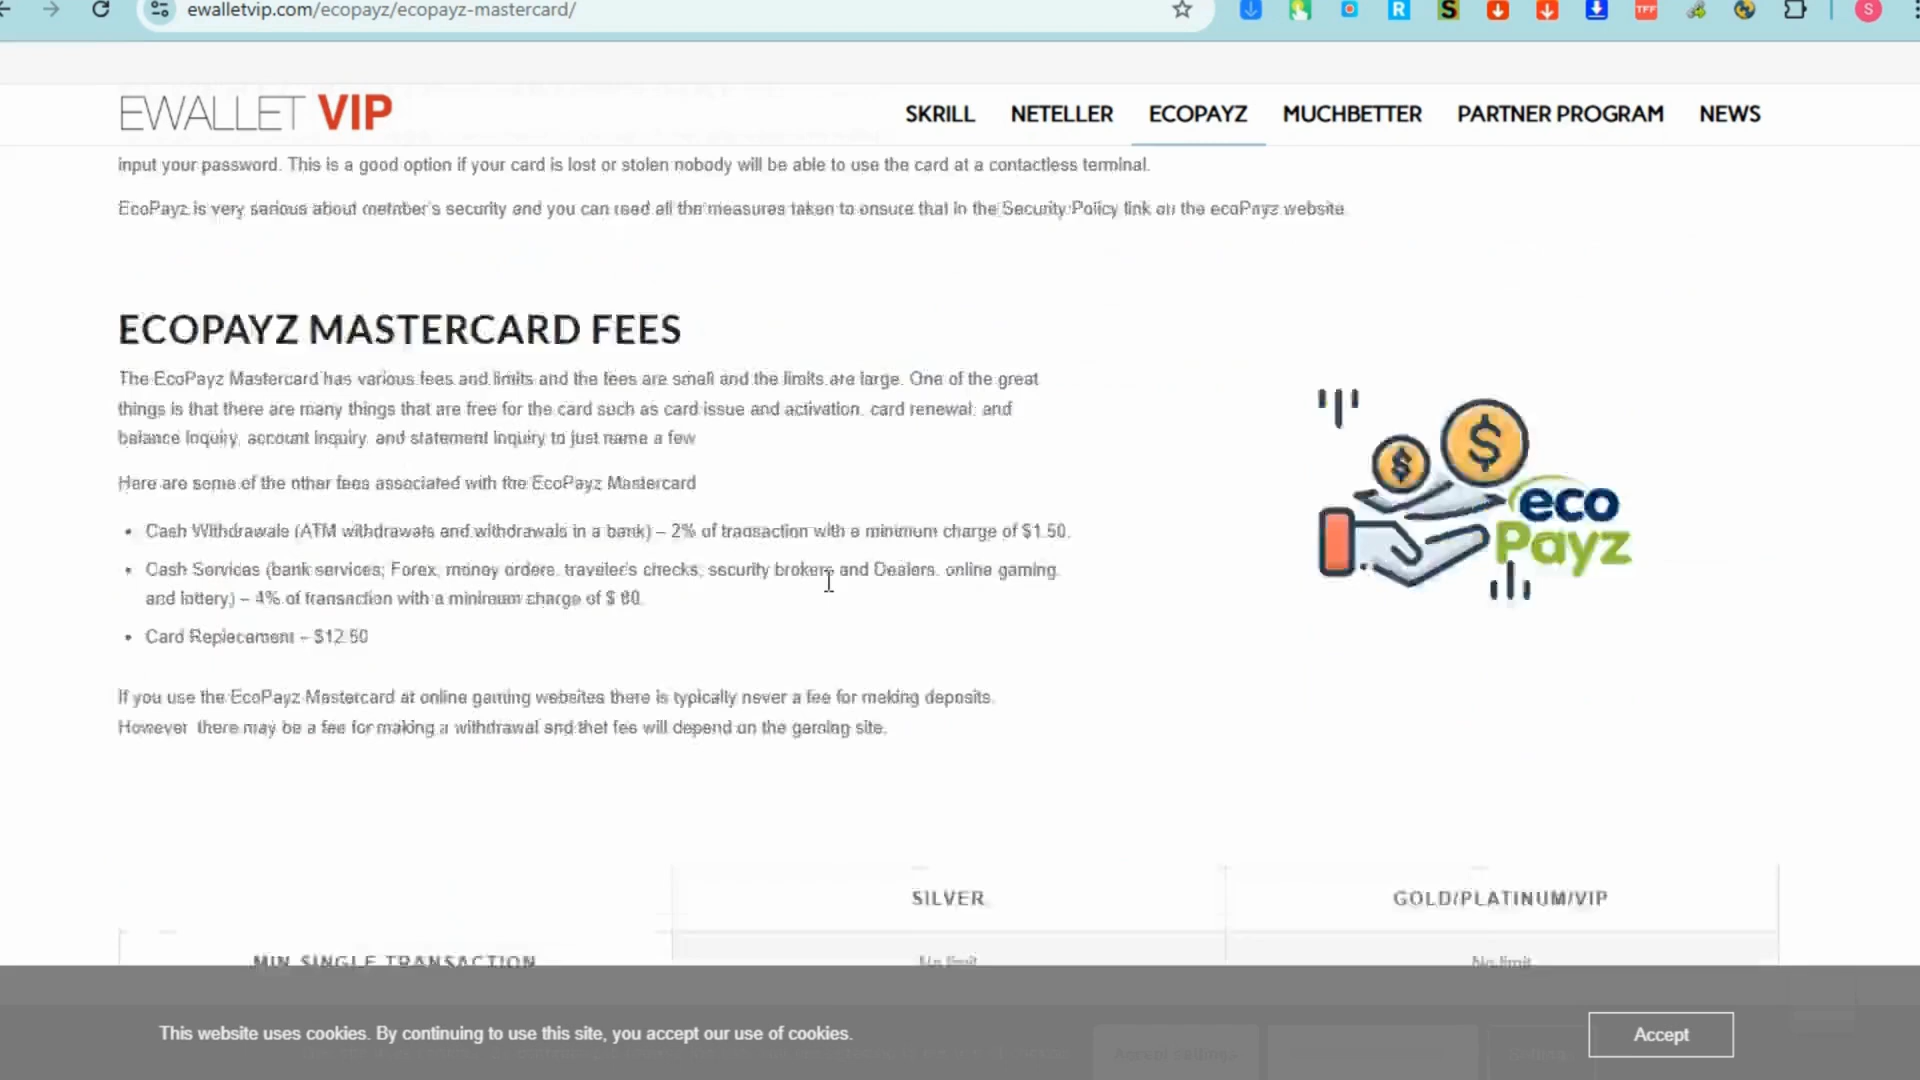 ewalletvip.com/ecopayz/ecopayz-mastercard/
EWALLET VIP
SKRILL NETELLER ECOPAYZ MUCHBETTER PARTNER PROGRAM NEWS
input your password. This is a good option if your card is lost or stolen nobody will be able to use the card at a contactless terminal.
EcoPayz is very serious about member's security and you can read all the measures taken to ensure that in the Security Policy link on the ecoPayz website.
ECOPAYZ MASTERCARD FEES
The EcoPayz Mastercard has various fees and limits and the fees are small and the limits are large. One of the great
things is that there are many things that are free for the card such as card issue and activation, card renewal, and
balance inquiry, account inquiry, and statement inquiry to just name a few
Here are some of the other fees associated with the EcoPayz Mastercard
• Cash Withdrawals (ATM withdrawals and withdrawals in a bank) – 2% of transaction with a minimum charge of $1.50.
• Cash Services (bank services, Forex, money orders, traveler's checks, security brokers and Dealers, online gaming,
and lottery) – 4% of transaction with a minimum charge of $
• Card Replacement – $12.50
If you use the EcoPayz Mastercard at online gaming websites there is typically never a fee for making deposits.
However, there may be a fee for making a withdrawal and that fee will depend on the gaming site.
eco
Payz
SILVER GOLD/PLATINUM/VIP
MIN SINGLE TRANSACTION No limit No limit
This website uses cookies. By continuing to use this site, you accept our use of cookies.
Accept